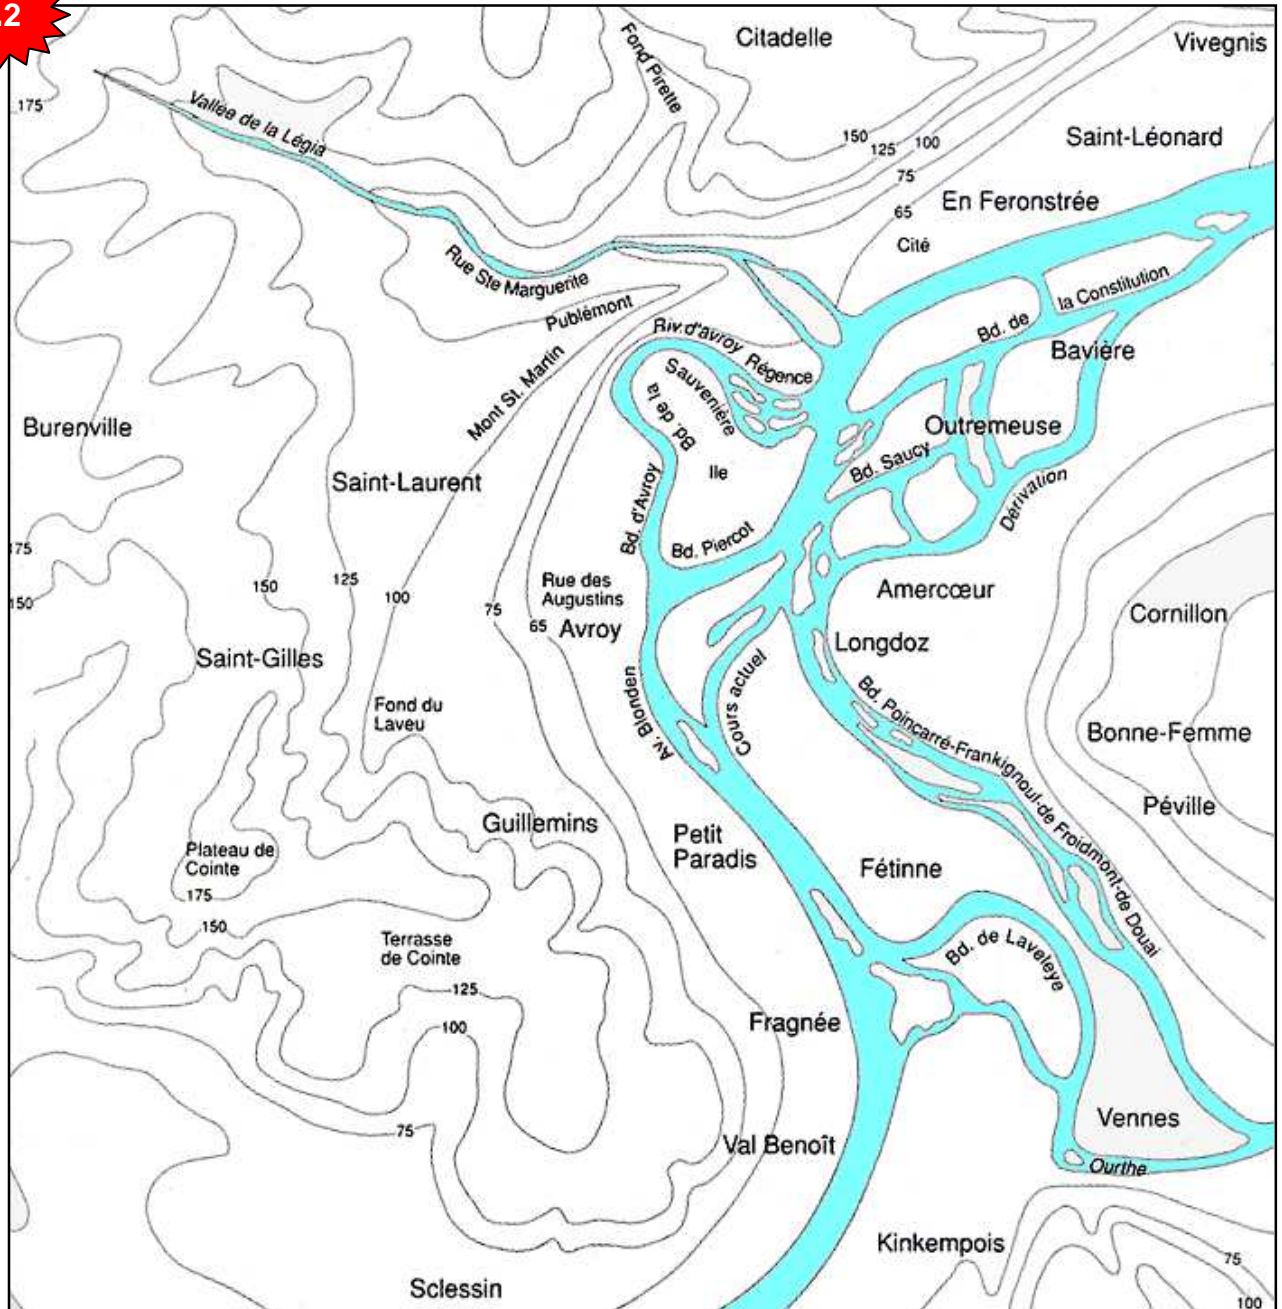 .2
Citadelle
Vivegnis
Fond Pirette
175
Vallée de la Légia
150
125
100
75
65
Saint-Léonard
En Feronstrée
Cité
Rue Ste Marguerite
Publémont
Mont St. Martin
Riv.d'avroy
Régence
Sauvenière
Bd. de la
Bd. de
la Constitution
Bavière
Burenville
Outremeuse
Bd. Saucy
Ile
Saint-Laurent
Bd. d'Avroy
Dérivation
Bd. Piercot
175
150
150
125
100
75
65
Rue des
Augustins
Avroy
Amercœur
Cornillon
Longdoz
Saint-Gilles
Fond du
Laveu
Av. Blonden
Cours actuel
Bd. Poincarré-Frankignoul-de Froidmont-de Douai
Bonne-Femme
Péville
Guillemins
Petit
Paradis
Plateau de
Cointe
175
Fétinne
150
Terrasse
de Cointe
Bd. de Laveleye
125
100
Fragnée
75
Val Benoît
Vennes
Ourthe
Kinkempois
75
100
Sclessin